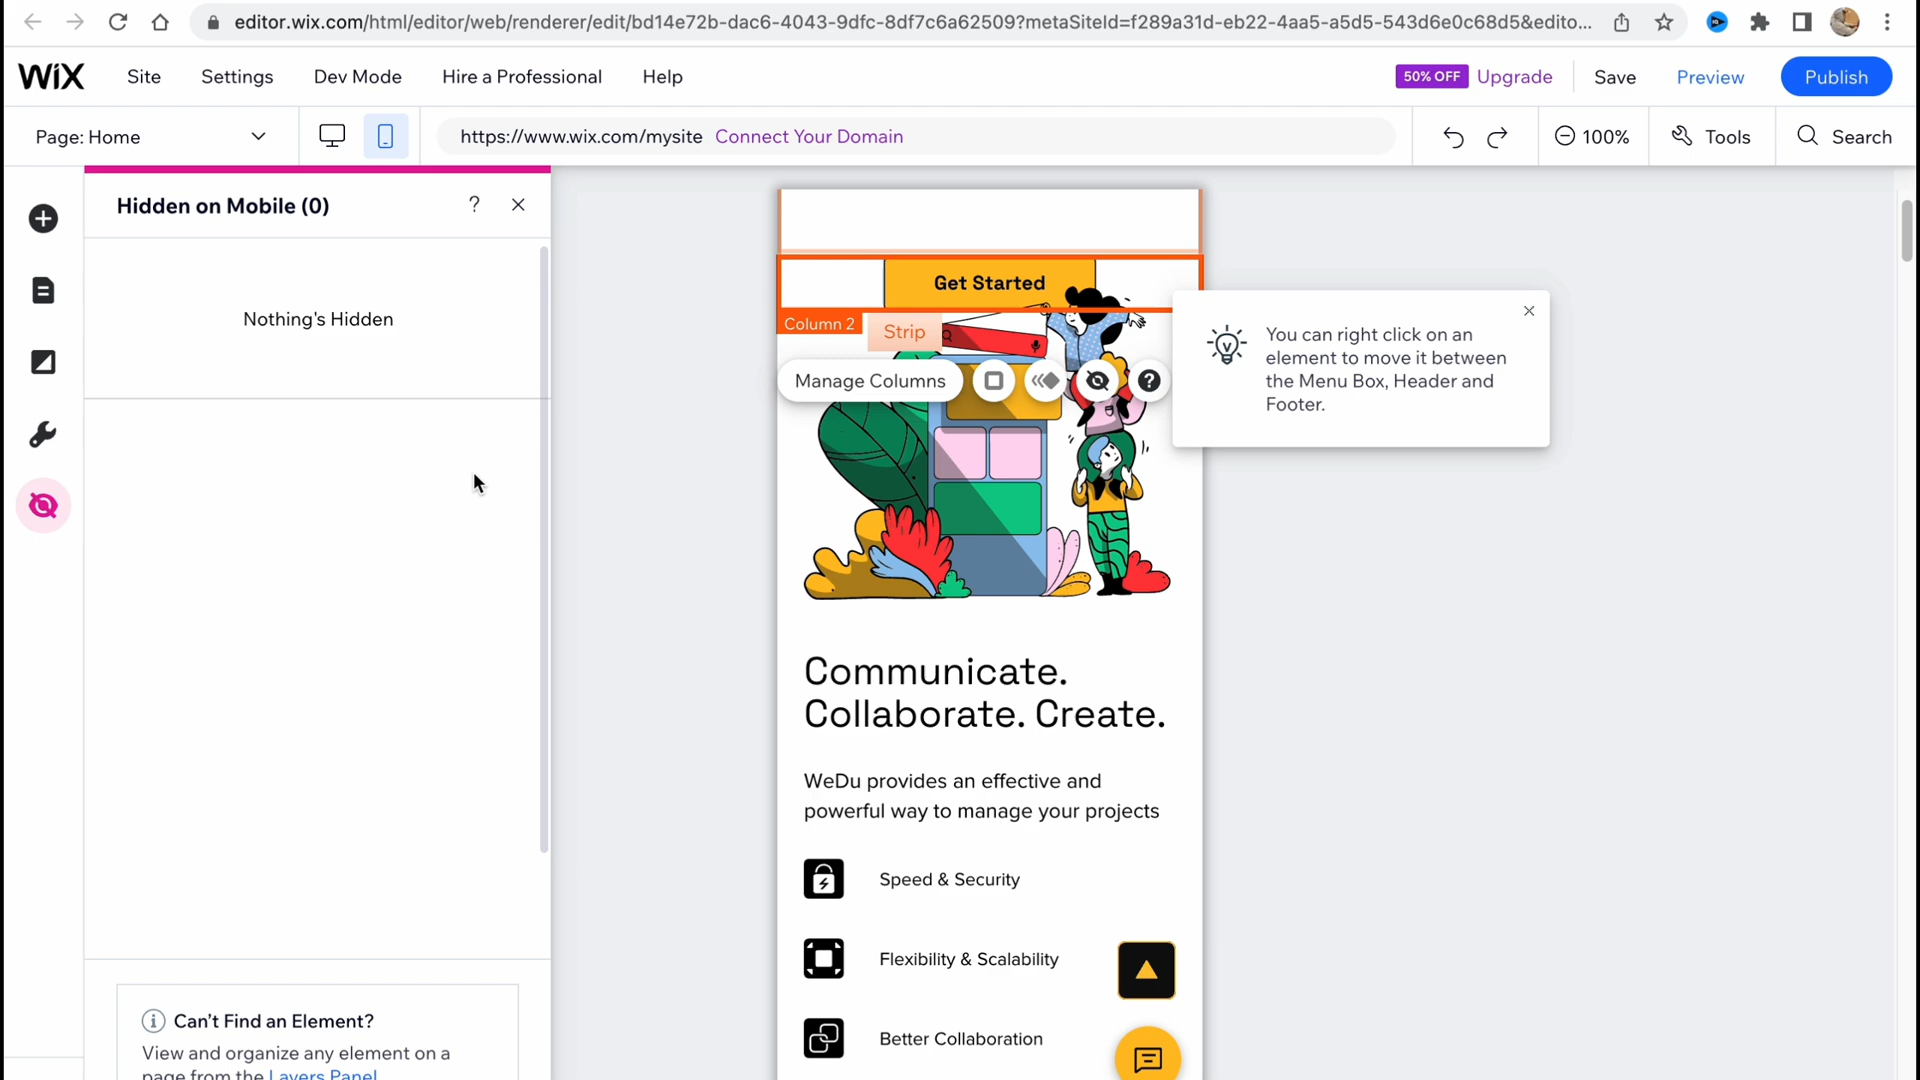 editor.wix.com/html/editor/web/renderer/edit/bd14e72b-dac6-4043-9dfc-8df7c6a62509?metaSiteId=f289a31d-eb22-4aa5-a5d5-543d6e0c68d5&edito...
WiX Site Settings Dev Mode Hire a Professional Help 50% OFF Upgrade Save Preview Publish
Page: Home https://www.wix.com/mysite Connect Your Domain 100% Tools Search
Hidden on Mobile (0) ?
Nothing's Hidden
Can't Find an Element?
View and organize any element on a
page from the Layers Panel
Get Started
Column 2 Strip
Manage Columns ?
You can right click on an
element to move it between
the Menu Box, Header and
Footer.
Communicate.
Collaborate. Create.
WeDu provides an effective and
powerful way to manage your projects
Speed & Security
Flexibility & Scalability
Better Collaboration